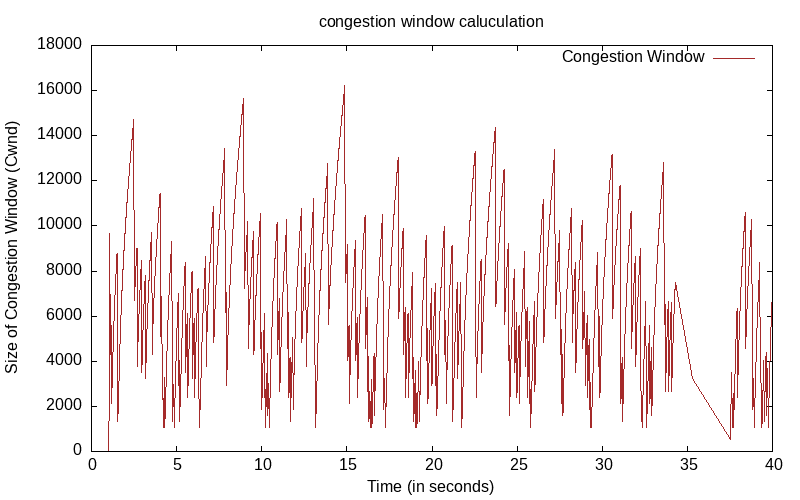 congestion window caluculation
Congestion Window
Size of Congestion Window (Cwnd)
18000
16000
14000
12000
10000
8000
6000
4000
2000
0
0 5 10 15 20 25 30 35 40
Time (in seconds)